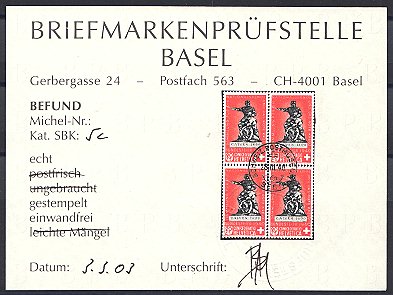 BRIEFMARKENPRÜFSTELLE
BASEL
Gerbergasse 24 – Postfach 563 – CH-4001 Basel
BEFUND
Michel-Nr.:
Kat. SBK: 5c
echt
postfrisch
ungebraucht
gestempelt
einwandfrei
leichte Mängel
Datum: 3.5.03 Unterschrift: